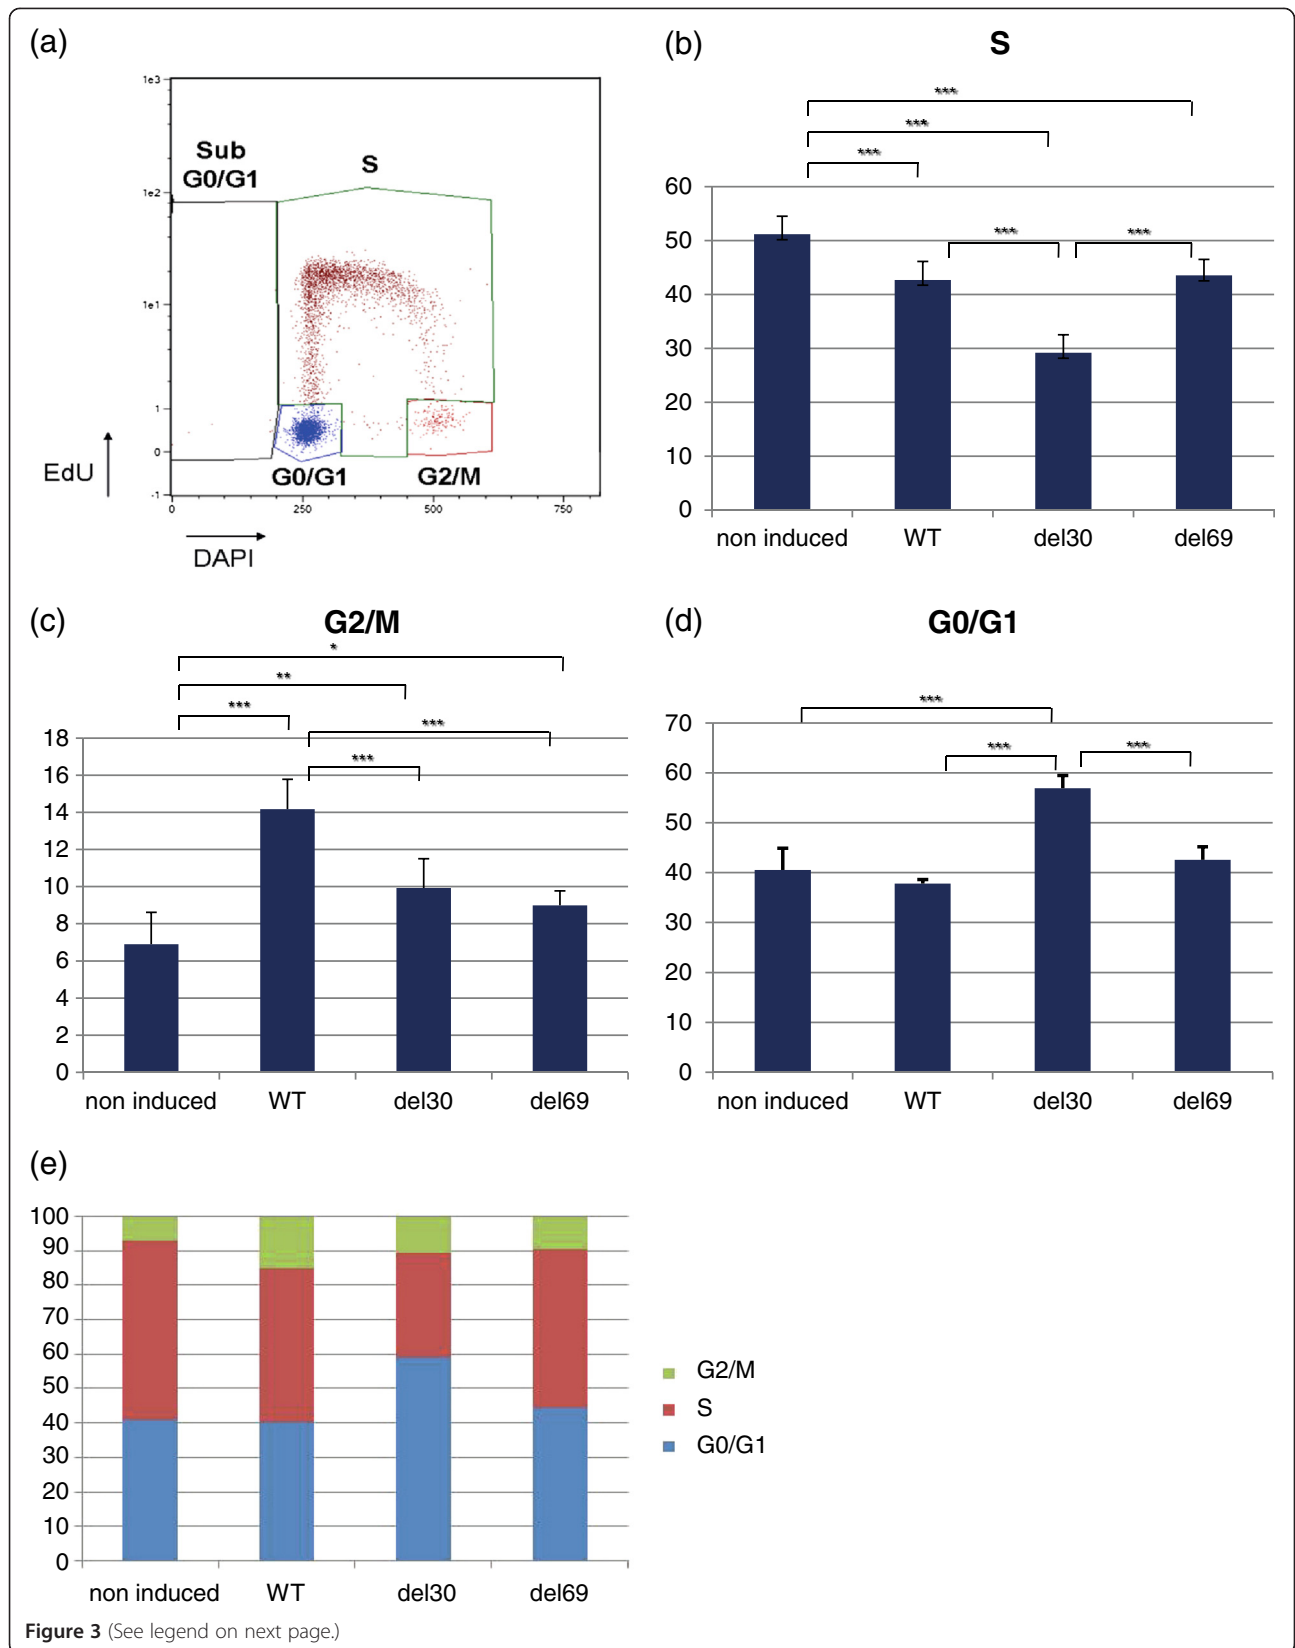 (a)
1e3
1e2
1e1
1
0
-1
Sub
G0/G1
S
G0/G1
G2/M
EdU
0
250
500
750
DAPI
(b)
S
***
***
***
***
***
60
50
40
30
20
10
0
non induced
WT
del30
del69
(c)
G2/M
*
**
***
***
***
18
16
14
12
10
8
6
4
2
0
non induced
WT
del30
del69
(d)
G0/G1
***
***
***
70
60
50
40
30
20
10
0
non induced
WT
del30
del69
(e)
100
90
80
70
60
50
40
30
20
10
0
non induced
WT
del30
del69
G2/M
S
G0/G1
Figure 3 (See legend on next page.)